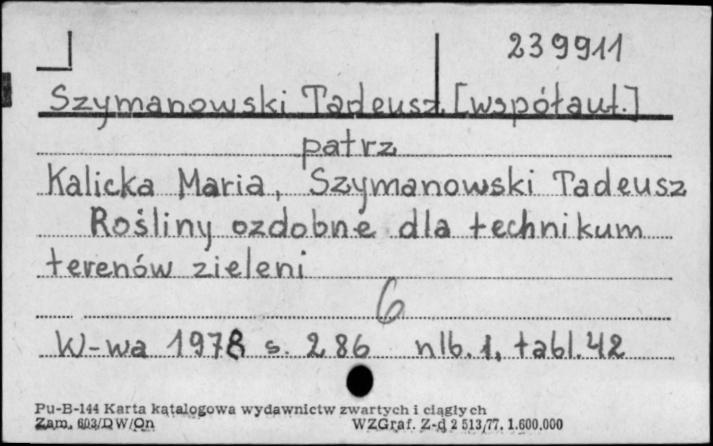 239911
Szymanowski Tadeusz [współaut.]
patrz
Kalicka Maria, Szymanowski Tadeusz
Rośliny ozdobne dla technikum
terenów zieleni
6
W-wa 1978 s. 286 nlb. 1, tabl. 42
Pu-B-144 Karta katalogowa wydawnictw zwartych i ciągłych
Zam. 603/DW/On WZGraf. Z-d 2 513/77. 1.600.000